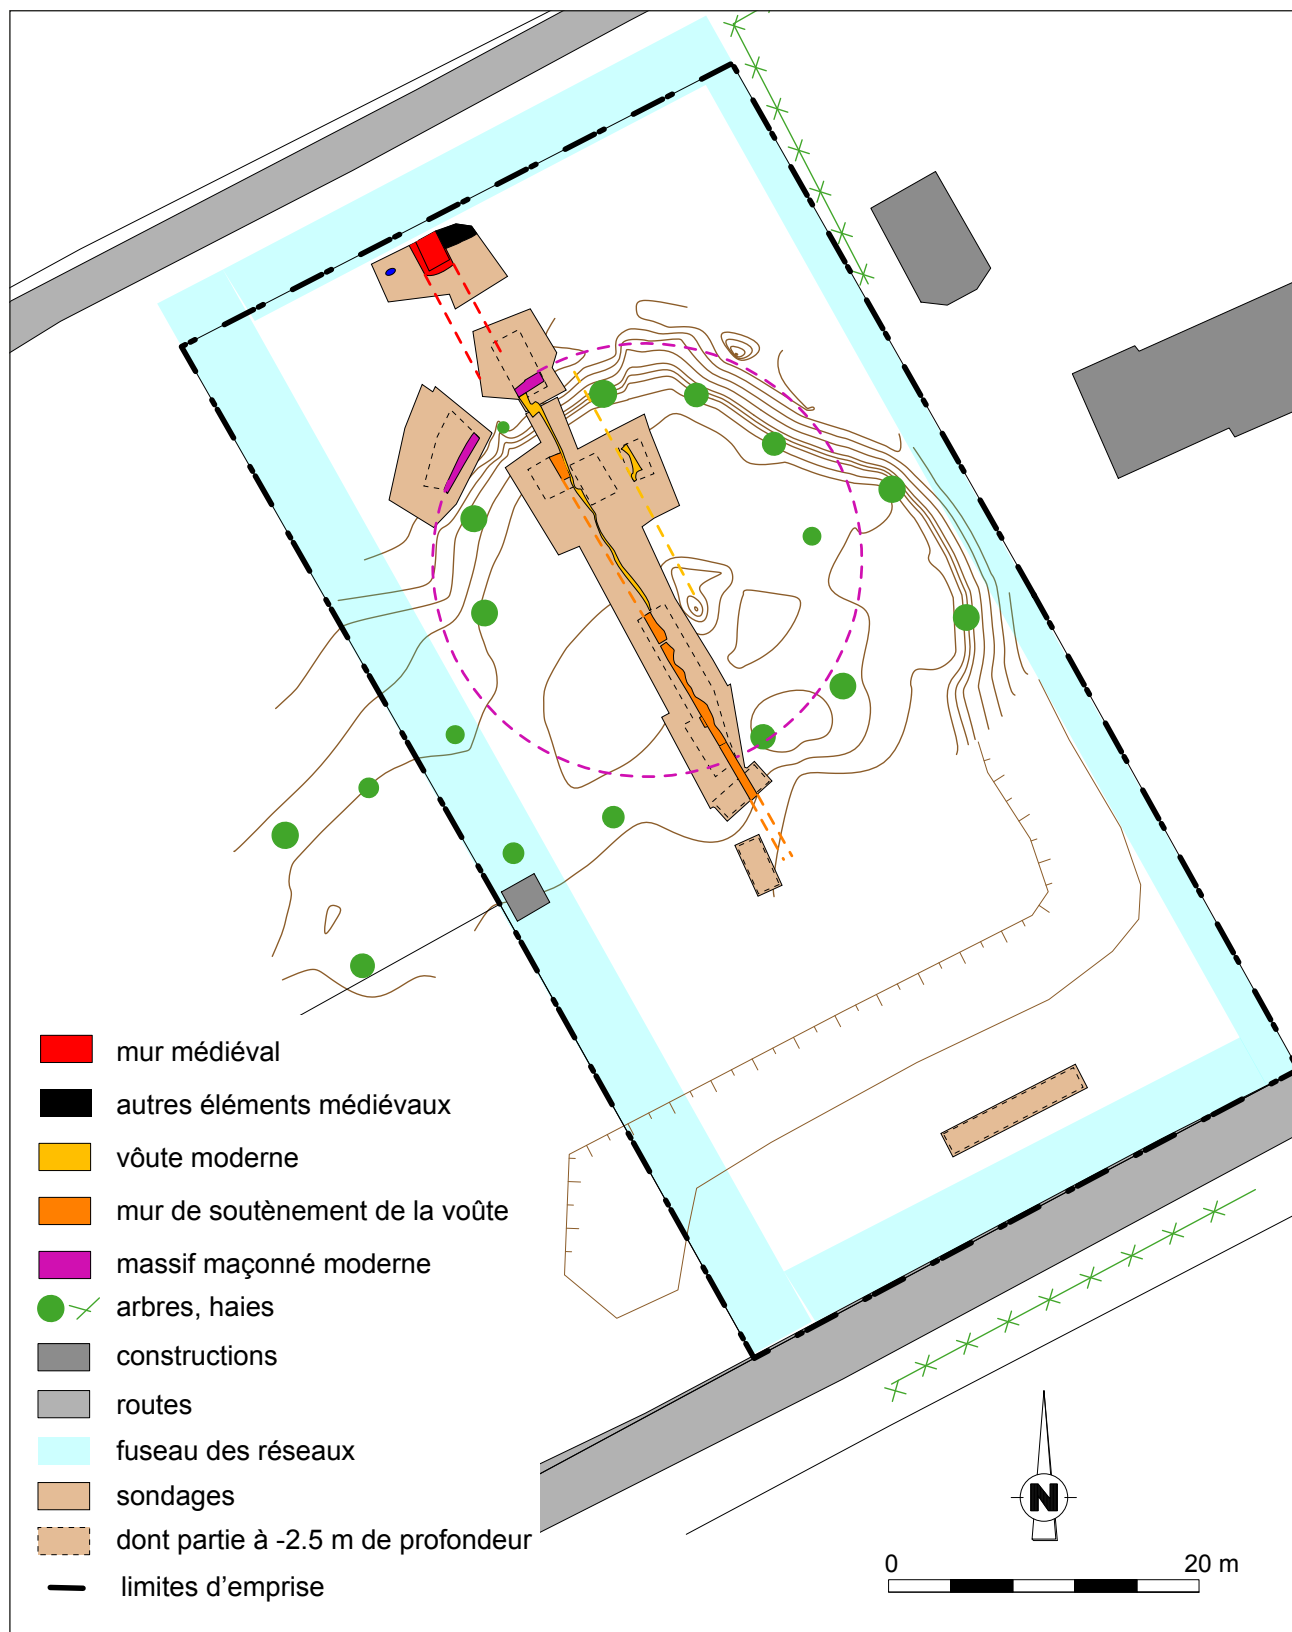 mur médiéval
autres éléments médiévaux
vôute moderne
mur de soutènement de la voûte
massif maçonné moderne
arbres, haies
constructions
routes
fuseau des réseaux
sondages
dont partie à -2.5 m de profondeur
limites d'emprise
N
0 20 m